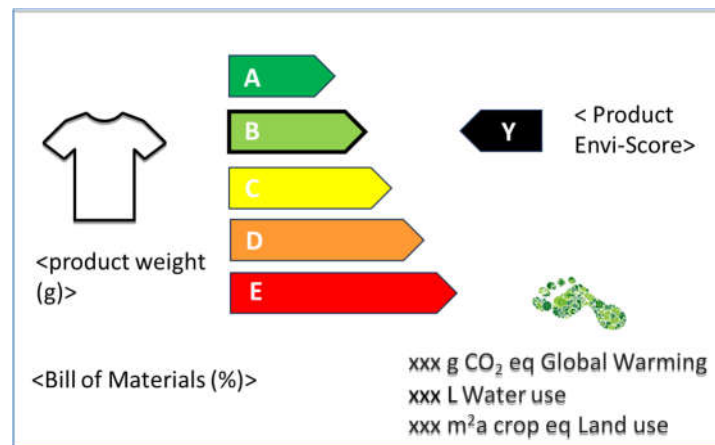 A
B
C
D
E
Y
< Product
Envi-Score>
<product weight
(g)>
<Bill of Materials (%)>
xxx g CO₂ eq Global Warming
xxx L Water use
xxx m²a crop eq Land use